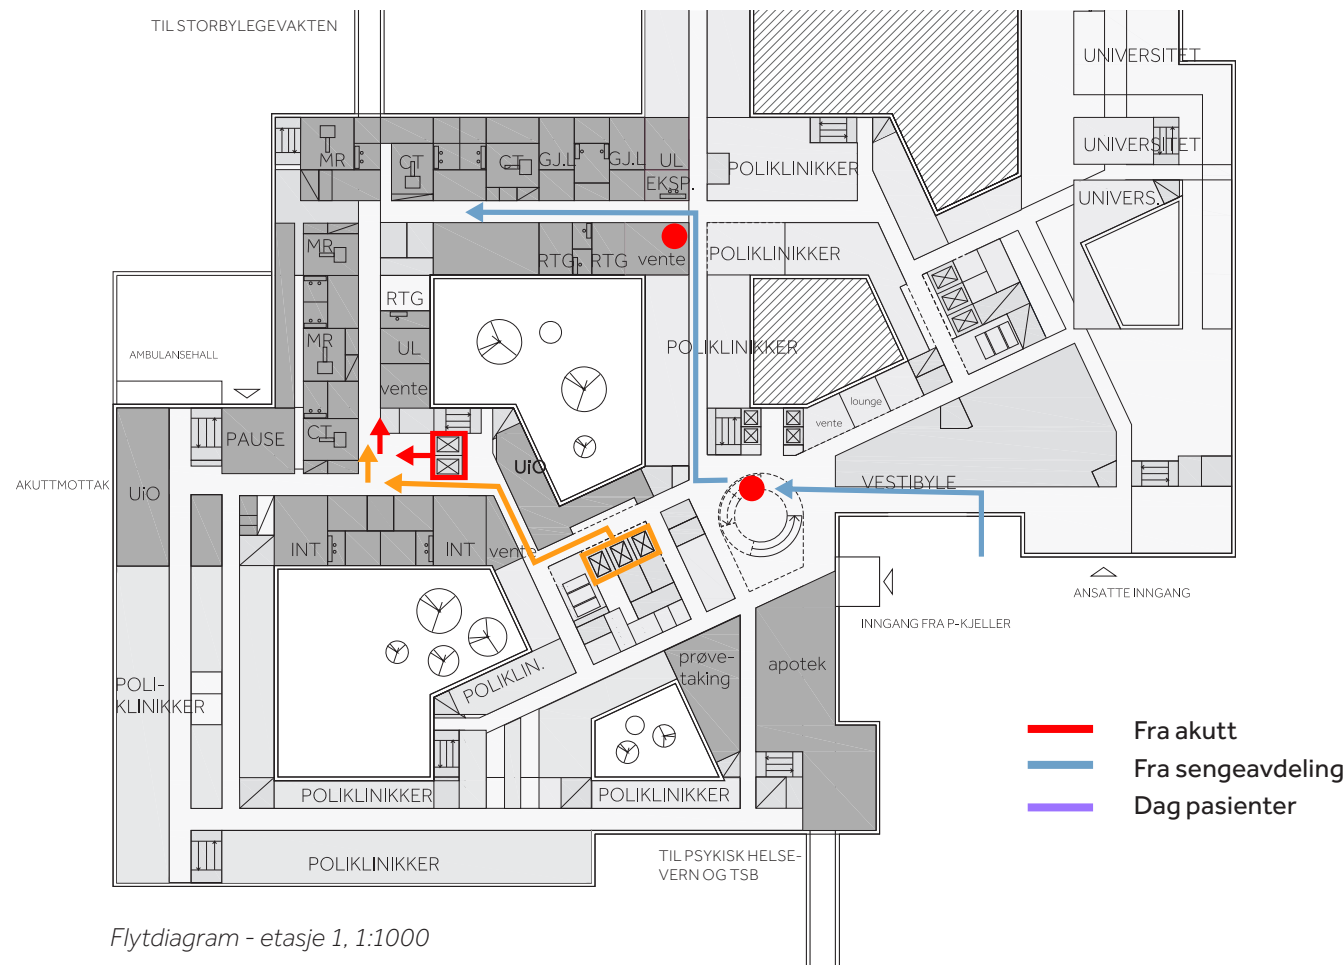 TIL STORBYLEGEVAKTEN
UNIVERSITET
UNIVERSITET
MR
CT
CT
GJ.L
GJ.L
UL
EKSP.
POLIKLINIKKER
UNIVERS.
MR
RTG
RTG
vente
POLIKLINIKKER
RTG
MR
UL
POLIKLINIKKER
AMBULANSEHALL
vente
lounge
vente
PAUSE
CT
UiO
VESTIBYLE
AKUTTMOTTAK
UiO
INT
INT
vente
ANSATTE INNGANG
INNGANG FRA P-KJELLER
prøve-
taking
apotek
POLIKLIN.
POLI-
KLINIKKER
Fra akutt
Fra sengeavdeling
Dag pasienter
POLIKLINIKKER
POLIKLINIKKER
POLIKLINIKKER
TIL PSYKISK HELSE-
VERN OG TSB
Flytdiagram - etasje 1, 1:1000